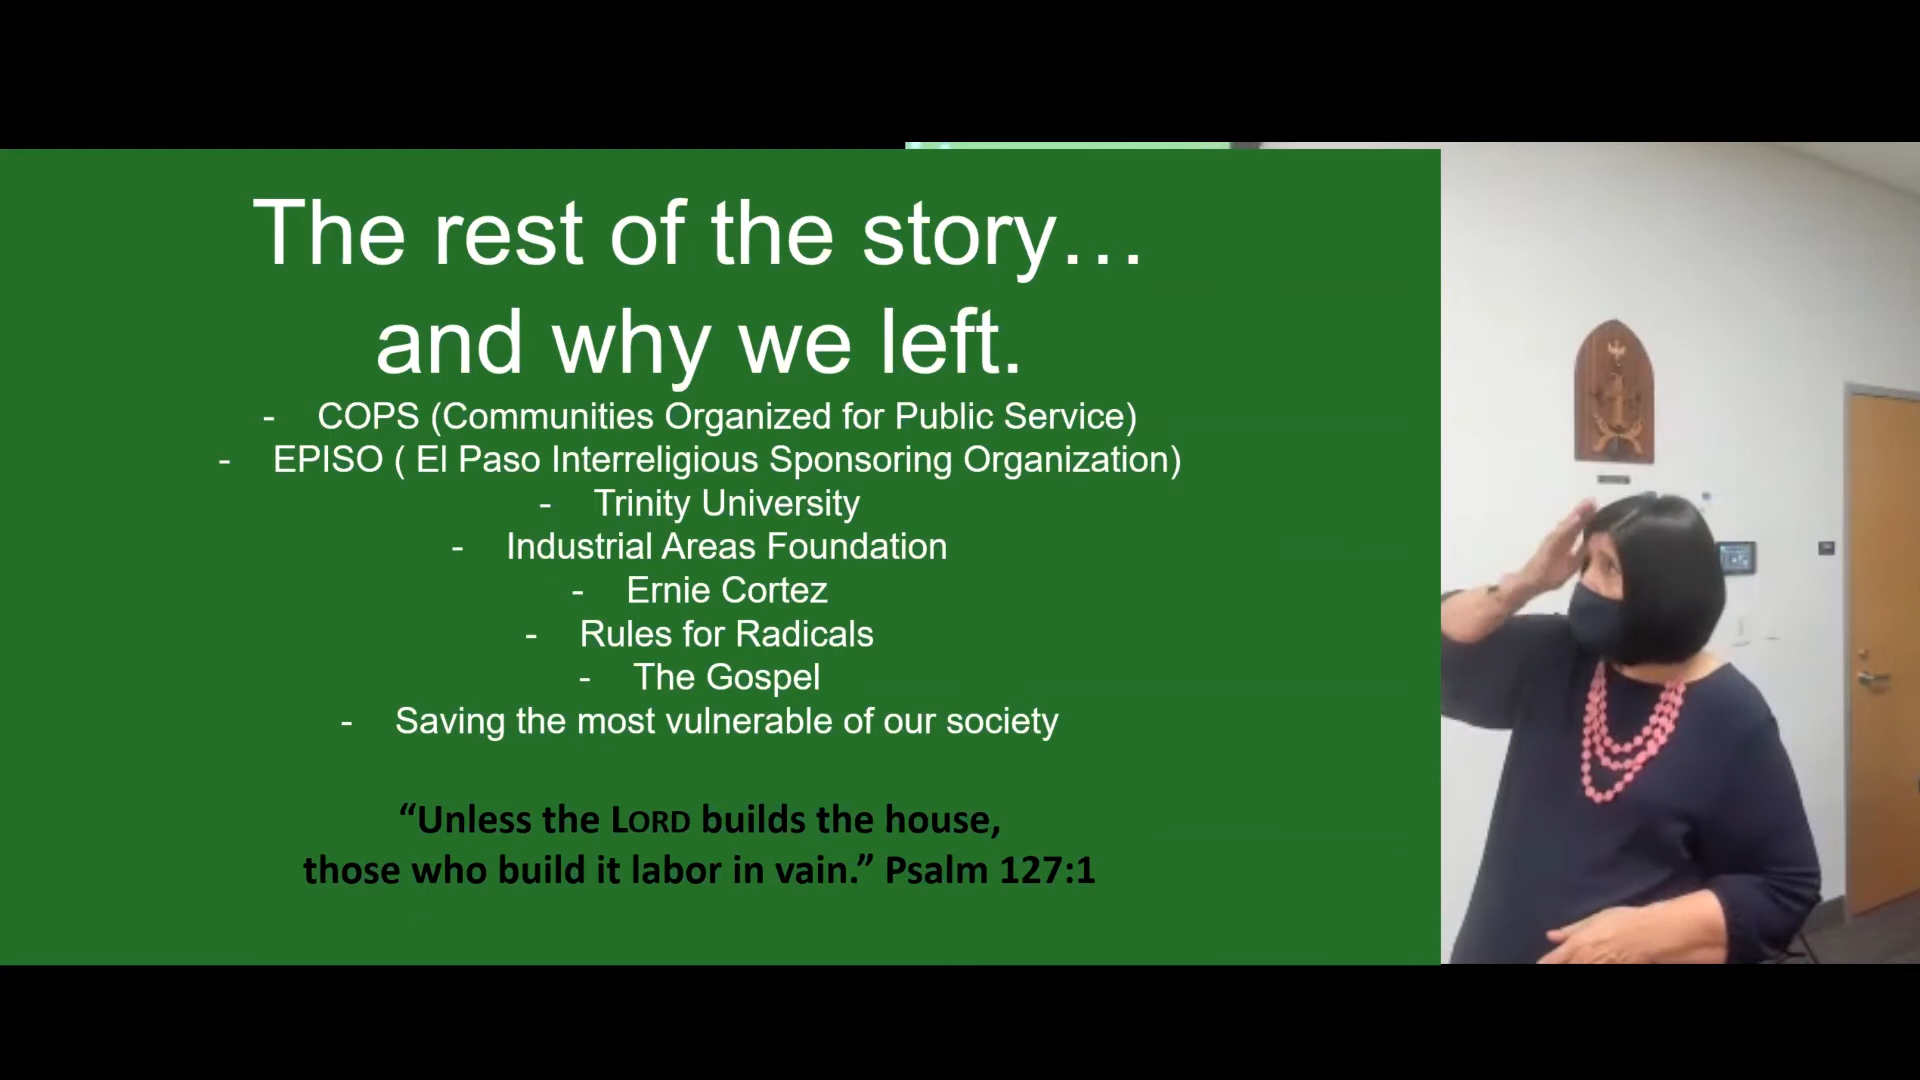 The rest of the story…
and why we left.
- COPS (Communities Organized for Public Service)
- EPISO ( El Paso Interreligious Sponsoring Organization)
- Trinity University
- Industrial Areas Foundation
- Ernie Cortez
- Rules for Radicals
- The Gospel
- Saving the most vulnerable of our society
“Unless the LORD builds the house,
those who build it labor in vain.” Psalm 127:1